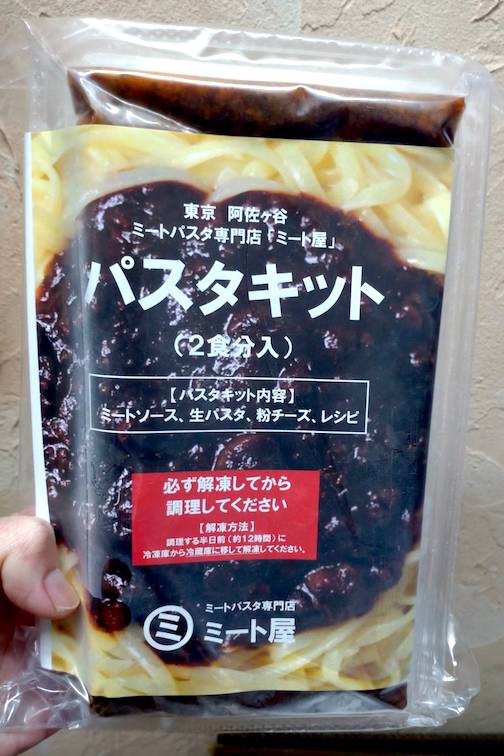 東京 阿佐ヶ谷
ミートパスタ専門店「ミート屋」
パスタキット
（2食分入）
【パスタキット内容】
ミートソース、生パスタ、粉チーズ、レシピ
必ず解凍してから
調理してください
【解凍方法】
調理する半日前（約12時間）に
冷凍庫から冷蔵庫に移して解凍してください。
ミートパスタ専門店
ミ ミート屋